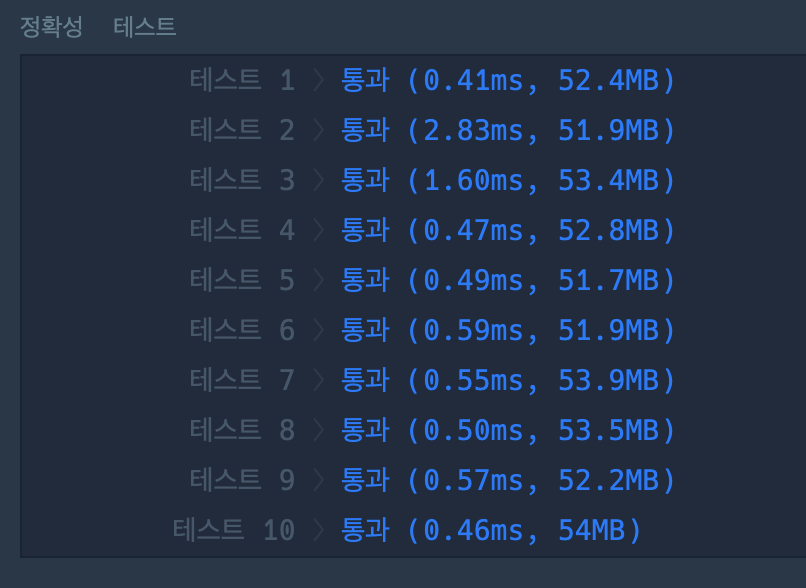 정확성 테스트
테스트 1 〉 통과 (0.41ms, 52.4MB)
테스트 2 〉 통과 (2.83ms, 51.9MB)
테스트 3 〉 통과 (1.60ms, 53.4MB)
테스트 4 〉 통과 (0.47ms, 52.8MB)
테스트 5 〉 통과 (0.49ms, 51.7MB)
테스트 6 〉 통과 (0.59ms, 51.9MB)
테스트 7 〉 통과 (0.55ms, 53.9MB)
테스트 8 〉 통과 (0.50ms, 53.5MB)
테스트 9 〉 통과 (0.57ms, 52.2MB)
테스트 10 〉 통과 (0.46ms, 54MB)